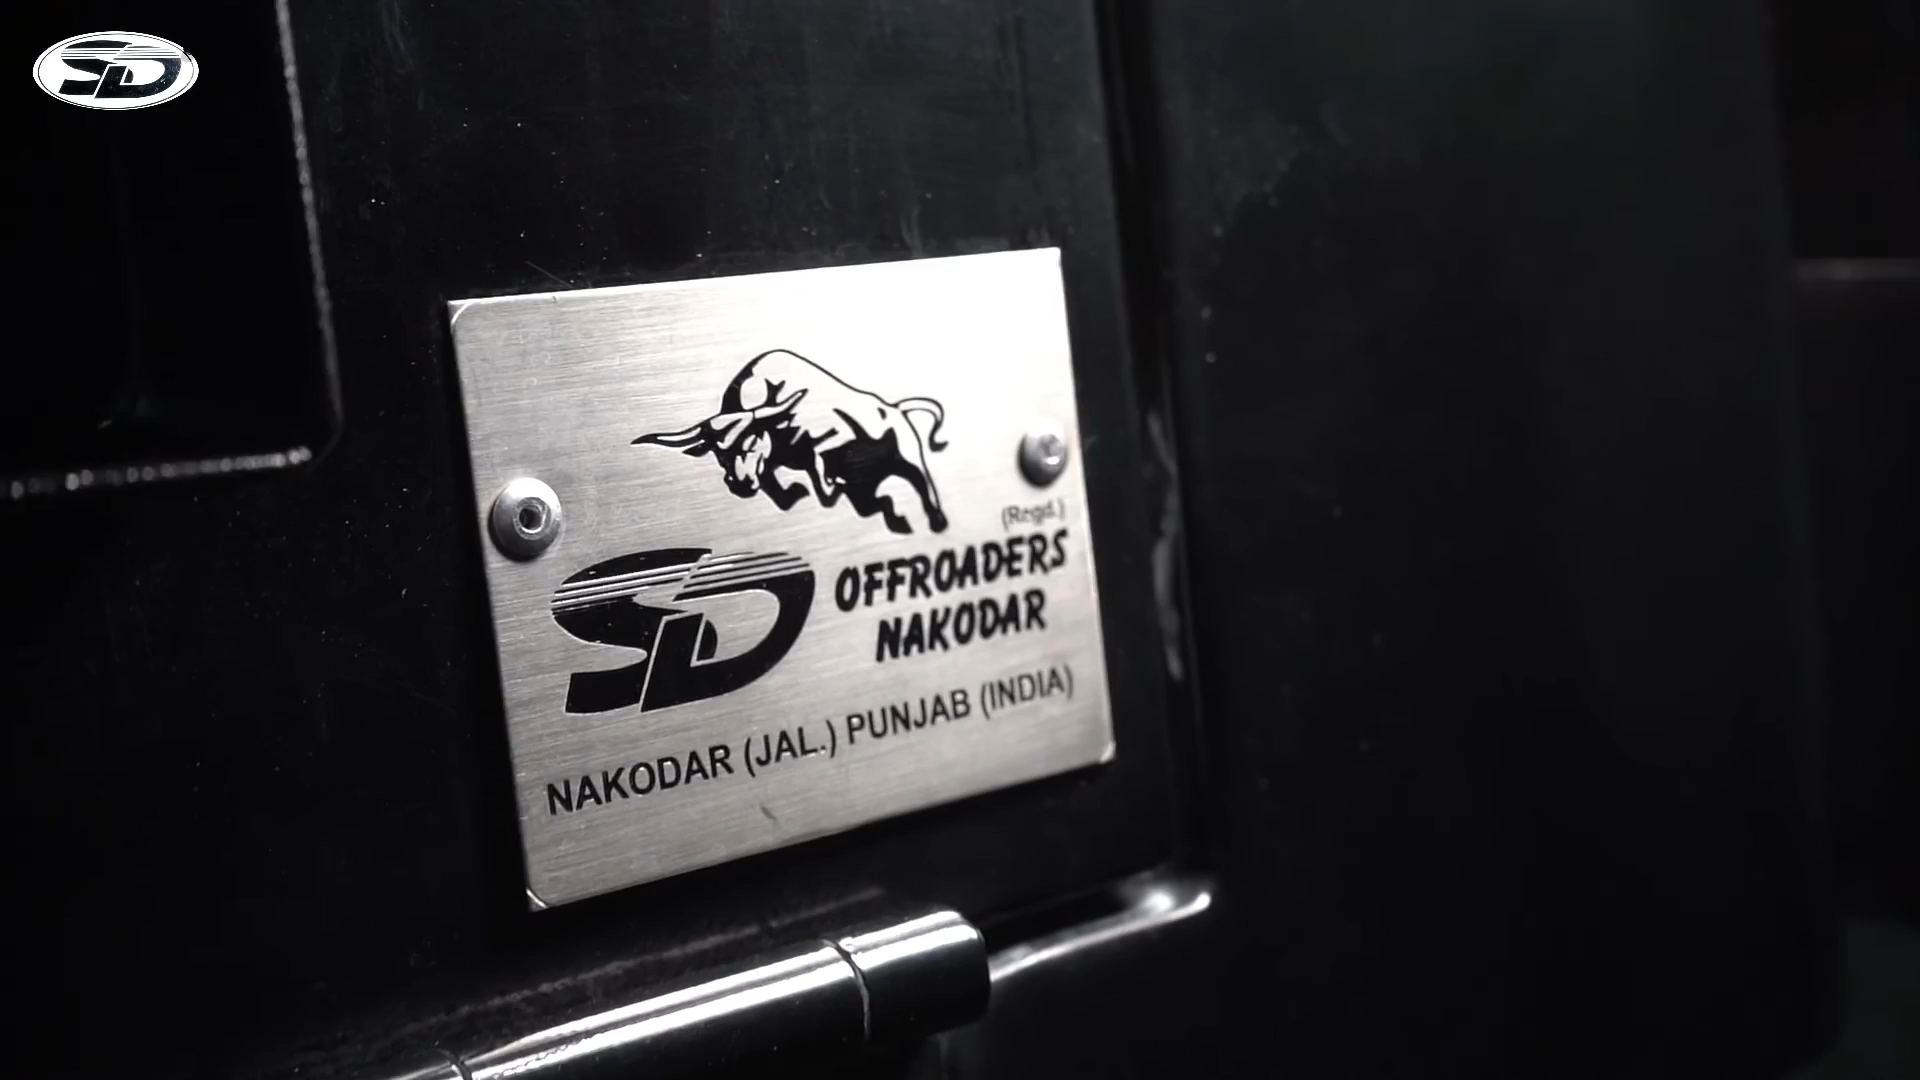 SD
(Regd.)
SD OFFROADERS
NAKODAR
NAKODAR (JAL.) PUNJAB (INDIA)